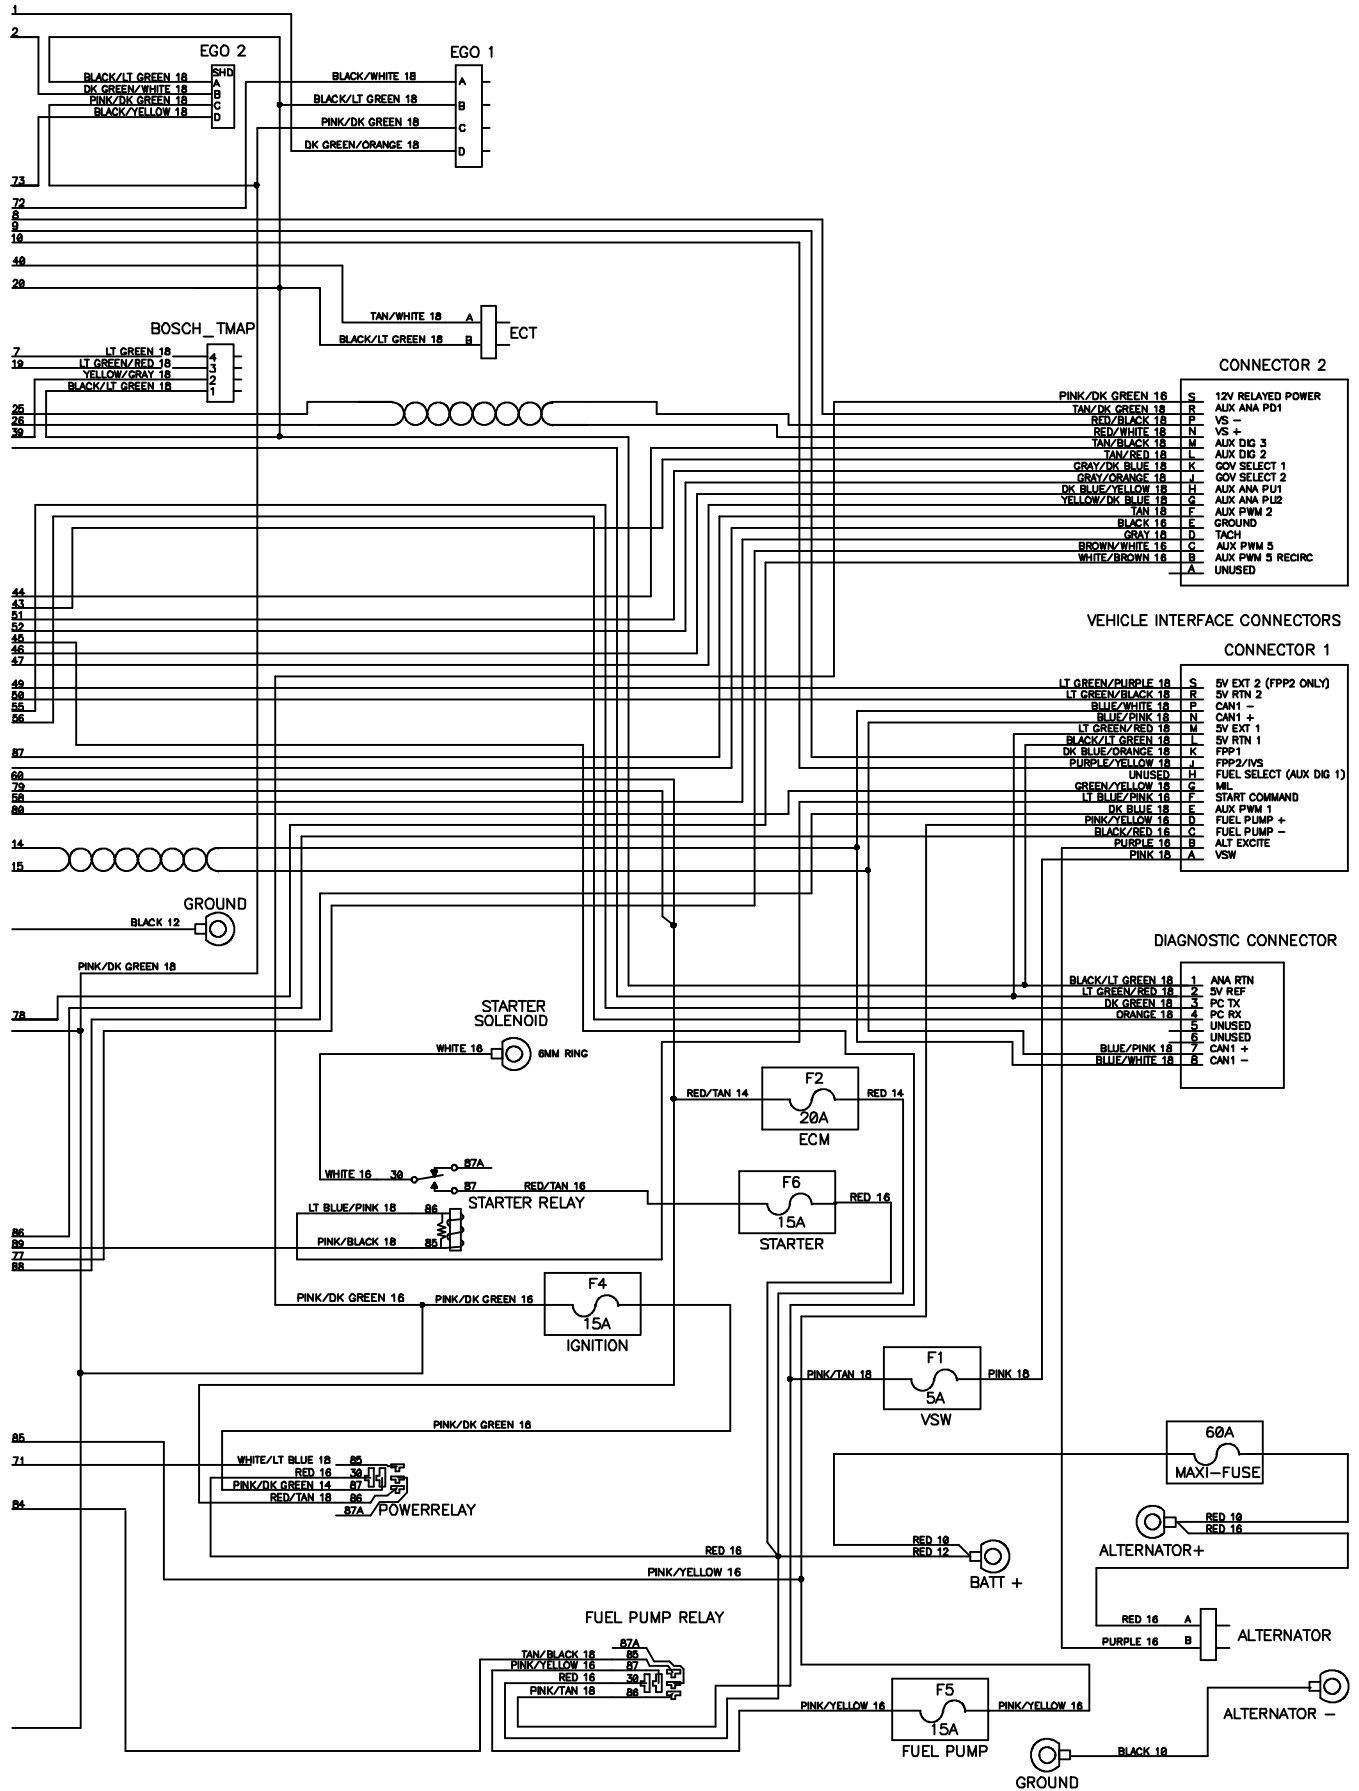 1
2
EGO 2
EGO 1
SHD
BLACK/LT GREEN 18 A
DK GREEN/WHITE 18 B
PINK/DK GREEN 18 C
BLACK/YELLOW 18 D
BLACK/WHITE 18 A
BLACK/LT GREEN 18 B
PINK/DK GREEN 18 C
DK GREEN/ORANGE 18 D
73
72
8
9
10
40
20
TAN/WHITE 18 A
BLACK/LT GREEN 18 B
ECT
BOSCH_TMAP
7 LT GREEN 18 4
19 LT GREEN/RED 18 3
YELLOW/GRAY 18 2
BLACK/LT GREEN 18 1
25
26
39
CONNECTOR 2
PINK/DK GREEN 16 S 12V RELAYED POWER
TAN/DK GREEN 18 R AUX ANA PD1
RED/BLACK 18 P VS -
RED/WHITE 18 N VS +
TAN/BLACK 18 M AUX DIG 3
TAN/RED 18 L AUX DIG 2
GRAY/DK BLUE 18 K GOV SELECT 1
GRAY/ORANGE 18 J GOV SELECT 2
DK BLUE/YELLOW 18 H AUX ANA PU1
YELLOW/DK BLUE 18 G AUX ANA PU2
TAN 18 F AUX PWM 2
BLACK 16 E GROUND
GRAY 18 D TACH
BROWN/WHITE 16 C AUX PWM 5
WHITE/BROWN 16 B AUX PWM 5 RECIRC
A UNUSED
44
43
51
52
45
46
47
49
50
55
56
VEHICLE INTERFACE CONNECTORS
CONNECTOR 1
LT GREEN/PURPLE 18 S 5V EXT 2 (FPP2 ONLY)
LT GREEN/BLACK 18 R 5V RTN 2
BLUE/WHITE 18 P CAN1 -
BLUE/PINK 18 N CAN1 +
LT GREEN/RED 18 M 5V EXT 1
BLACK/LT GREEN 18 L 5V RTN 1
DK BLUE/ORANGE 18 K FPP1
PURPLE/YELLOW 18 J FPP2/IVS
UNUSED H FUEL SELECT (AUX DIG 1)
GREEN/YELLOW 18 G MIL
LT BLUE/PINK 16 F START COMMAND
DK BLUE 18 E AUX PWM 1
PINK/YELLOW 16 D FUEL PUMP +
BLACK/RED 16 C FUEL PUMP -
PURPLE 16 B ALT EXCITE
PINK 18 A VSW
87
60
79
58
80
14
15
GROUND
BLACK 12
PINK/DK GREEN 18
78
DIAGNOSTIC CONNECTOR
BLACK/LT GREEN 18 1 ANA RTN
LT GREEN/RED 18 2 5V REF
DK GREEN 18 3 PC TX
ORANGE 18 4 PC RX
5 UNUSED
6 UNUSED
BLUE/PINK 18 7 CAN1 +
BLUE/WHITE 18 8 CAN1 -
STARTER
SOLENOID
WHITE 16
6MM RING
RED/TAN 14
F2
20A
RED 14
ECM
WHITE 16 30
87A
87 RED/TAN 16
STARTER RELAY
F6
15A
RED 16
STARTER
LT BLUE/PINK 18 86
PINK/BLACK 18 85
86
89
77
88
PINK/DK GREEN 16
PINK/DK GREEN 16
F4
15A
IGNITION
PINK/TAN 18
F1
5A
PINK 18
VSW
PINK/DK GREEN 16
85
71
WHITE/LT BLUE 18 85
RED 16 30
PINK/DK GREEN 14 87
RED/TAN 18 86
87A
POWERRELAY
84
60A
MAXI-FUSE
RED 10
RED 16
ALTERNATOR+
RED 16
RED 10
RED 12
BATT +
PINK/YELLOW 16
FUEL PUMP RELAY
87A
TAN/BLACK 18 85
PINK/YELLOW 16 87
RED 16 30
PINK/TAN 18 86
RED 16 A
PURPLE 16 B
ALTERNATOR
PINK/YELLOW 16
F5
15A
PINK/YELLOW 16
FUEL PUMP
ALTERNATOR -
BLACK 10
GROUND